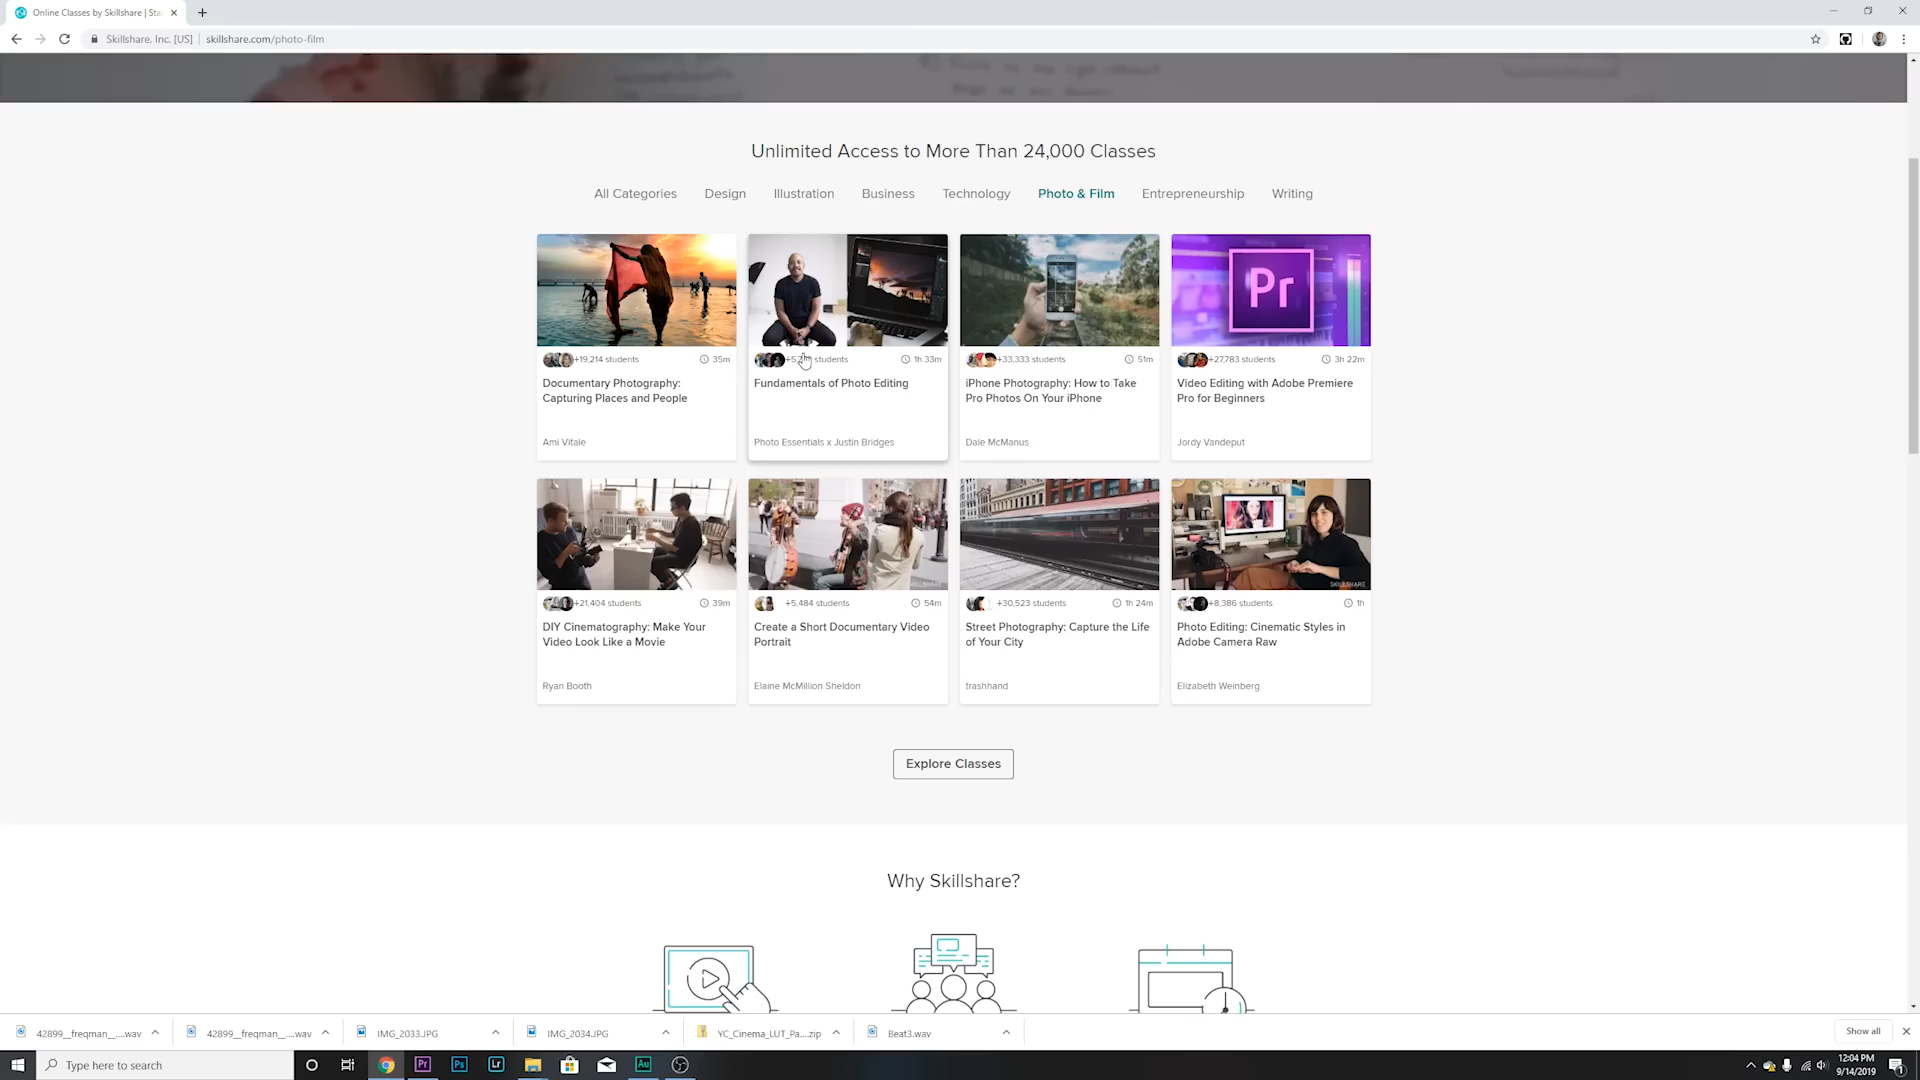 Online Classes by Skillshare | Sta
Skillshare, Inc. [US] | skillshare.com/photo-film
Unlimited Access to More Than 24,000 Classes
All Categories Design Illustration Business Technology Photo & Film Entrepreneurship Writing
Pr
+19,214 students 35m
Documentary Photography:
Capturing Places and People
Ami Vitale
students 1h 33m
Fundamentals of Photo Editing
Photo Essentials x Justin Bridges
+33,333 students 51m
iPhone Photography: How to Take
Pro Photos On Your iPhone
Dale McManus
+27,783 students 3h 22m
Video Editing with Adobe Premiere
Pro for Beginners
Jordy Vandeput
+21,404 students 39m
DIY Cinematography: Make Your
Video Look Like a Movie
Ryan Booth
SKILLSHARE
+5,484 students 54m
Create a Short Documentary Video
Portrait
Elaine McMillion Sheldon
+30,523 students 1h 24m
Street Photography: Capture the Life
of Your City
trashhand
SKILLSHARE
+8,386 students 1h
Photo Editing: Cinematic Styles in
Adobe Camera Raw
Elizabeth Weinberg
Explore Classes
Why Skillshare?
42899__freqman__....wav 42899__freqman__....wav IMG_2033.JPG IMG_2034.JPG YC_Cinema_LUT_Pa....zip Beat3.wav Show all
Type here to search Pr Ps Lr Au 12:04 PM
9/14/2019 1